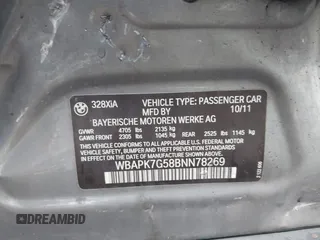 328XiA
VEHICLE TYPE: PASSENGER CAR
MFD BY
10/11
BAYERISCHE MOTOREN WERKE AG
GVWR 4705 lbs 2135 kg
GAWR FRONT 2305 lbs 1045 kg REAR 2525 lbs 1145 kg
THIS VEHICLE CONFORMS TO ALL APPLICABLE U.S. FEDERAL MOTOR
VEHICLE SAFETY, BUMPER, AND THEFT PREVENTION STANDARDS IN
EFFECT ON THE DATE OF MANUFACTURE SHOWN ABOVE.
WBAPK7G58BNN78269
DREAMBID